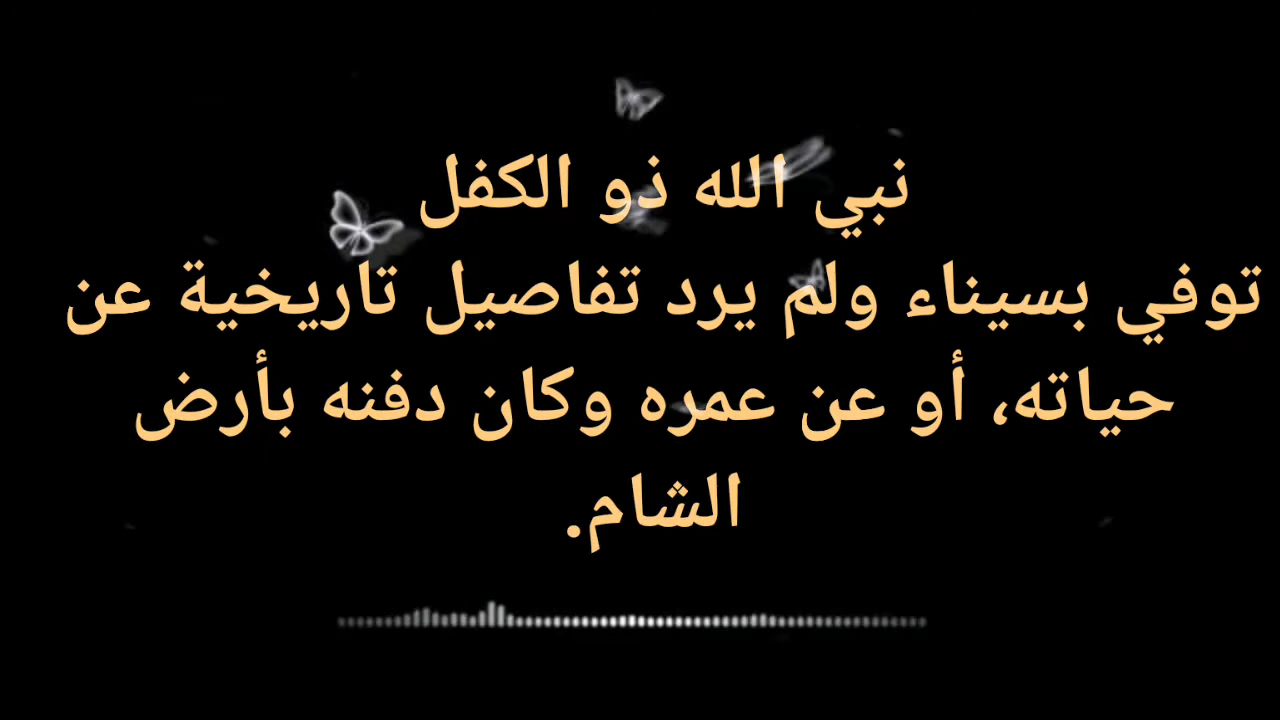 نبي الله ذو الكفل
توفي بسيناء ولم يرد تفاصيل تاريخية عن
حياته، أو عن عمره وكان دفنه بأرض
الشام.